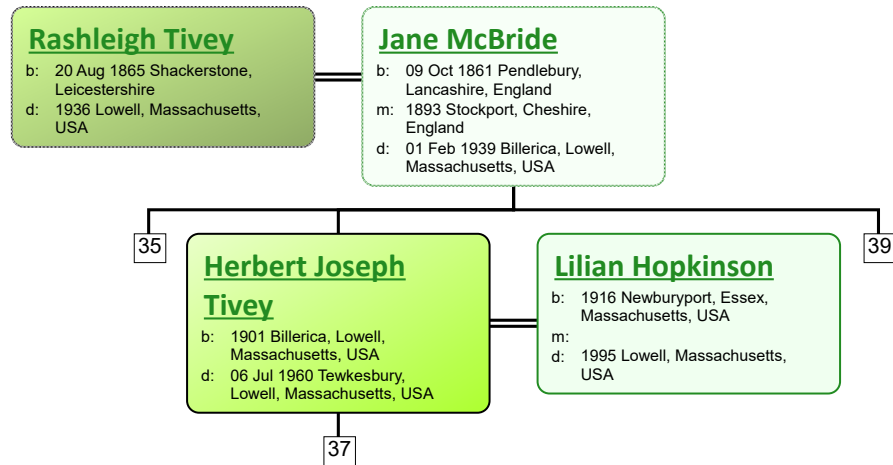 Rashleigh Tivey
b: 20 Aug 1865 Shackerstone,
Leicestershire
d: 1936 Lowell, Massachusetts,
USA
Jane McBride
b: 09 Oct 1861 Pendlebury,
Lancashire, England
m: 1893 Stockport, Cheshire,
England
d: 01 Feb 1939 Billerica, Lowell,
Massachusetts, USA
35
39
Herbert Joseph
Tivey
b: 1901 Billerica, Lowell,
Massachusetts, USA
d: 06 Jul 1960 Tewkesbury,
Lowell, Massachusetts, USA
Lilian Hopkinson
b: 1916 Newburyport, Essex,
Massachusetts, USA
m:
d: 1995 Lowell, Massachusetts,
USA
37